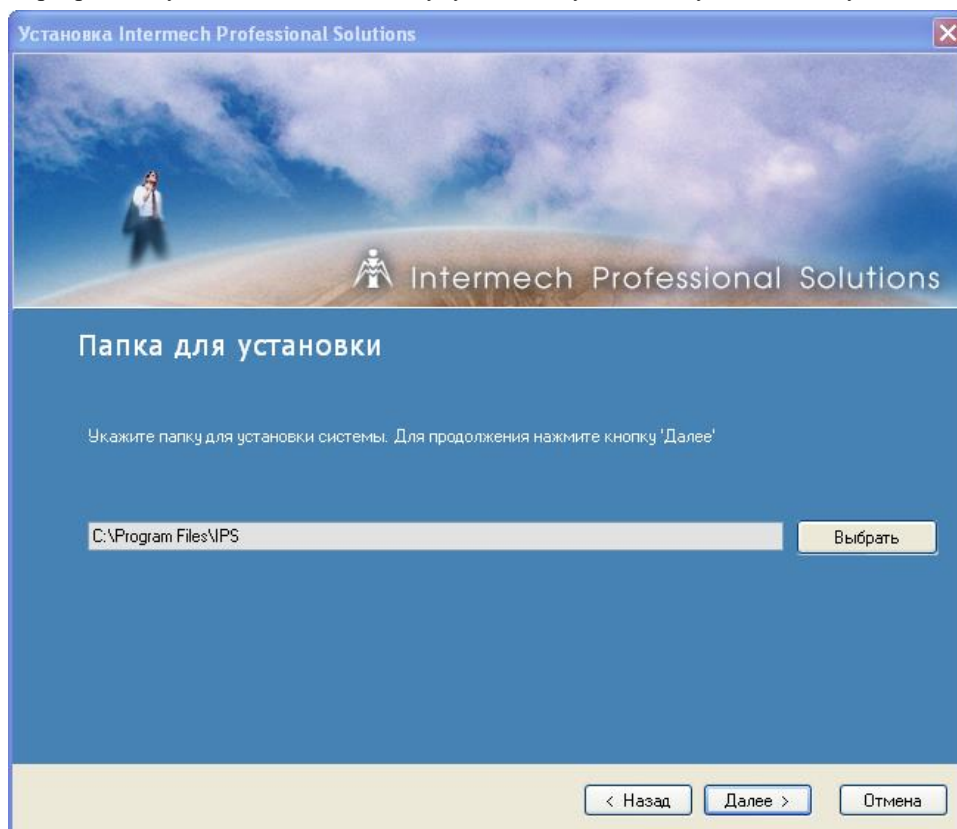 Установка Intermech Professional Solutions
Intermech Professional Solutions
Папка для установки
Укажите папку для установки системы. Для продолжения нажмите кнопку 'Далее'
C:\Program Files\IPS
Выбрать
< Назад
Далее >
Отмена